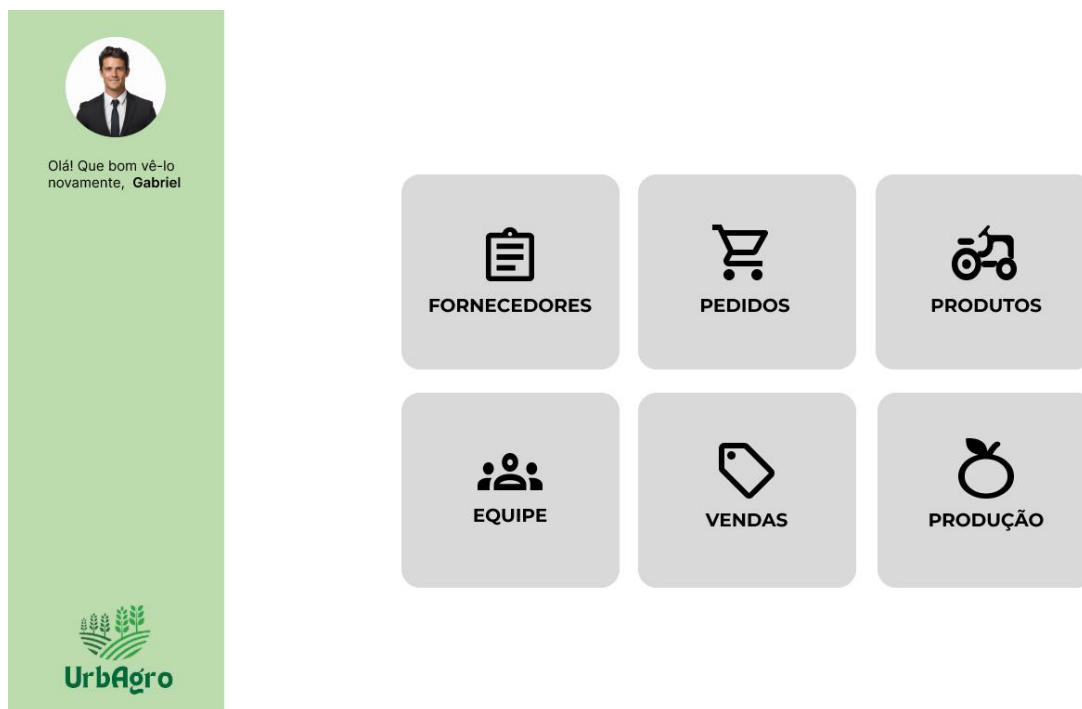 Olá! Que bom vê-lo
novamente, Gabriel
FORNECEDORES
PEDIDOS
PRODUTOS
EQUIPE
VENDAS
PRODUÇÃO
UrbAgro